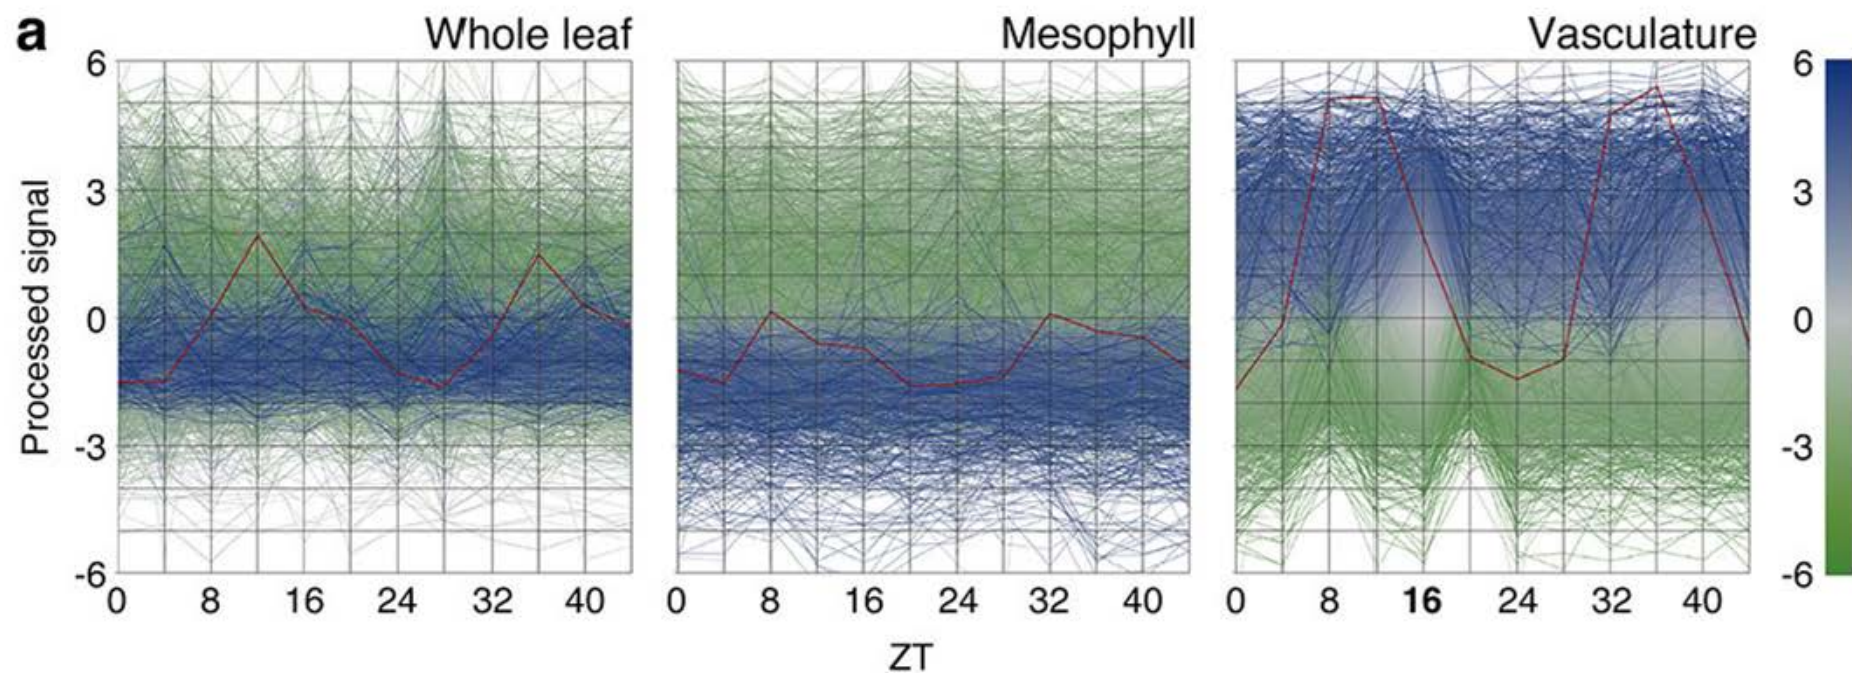 a
Whole leaf
Mesophyll
Vasculature
Processed signal
6
3
0
-3
-6
0 8 16 24 32 40
0 8 16 24 32 40
0 8 16 24 32 40
6
3
0
-3
-6
ZT